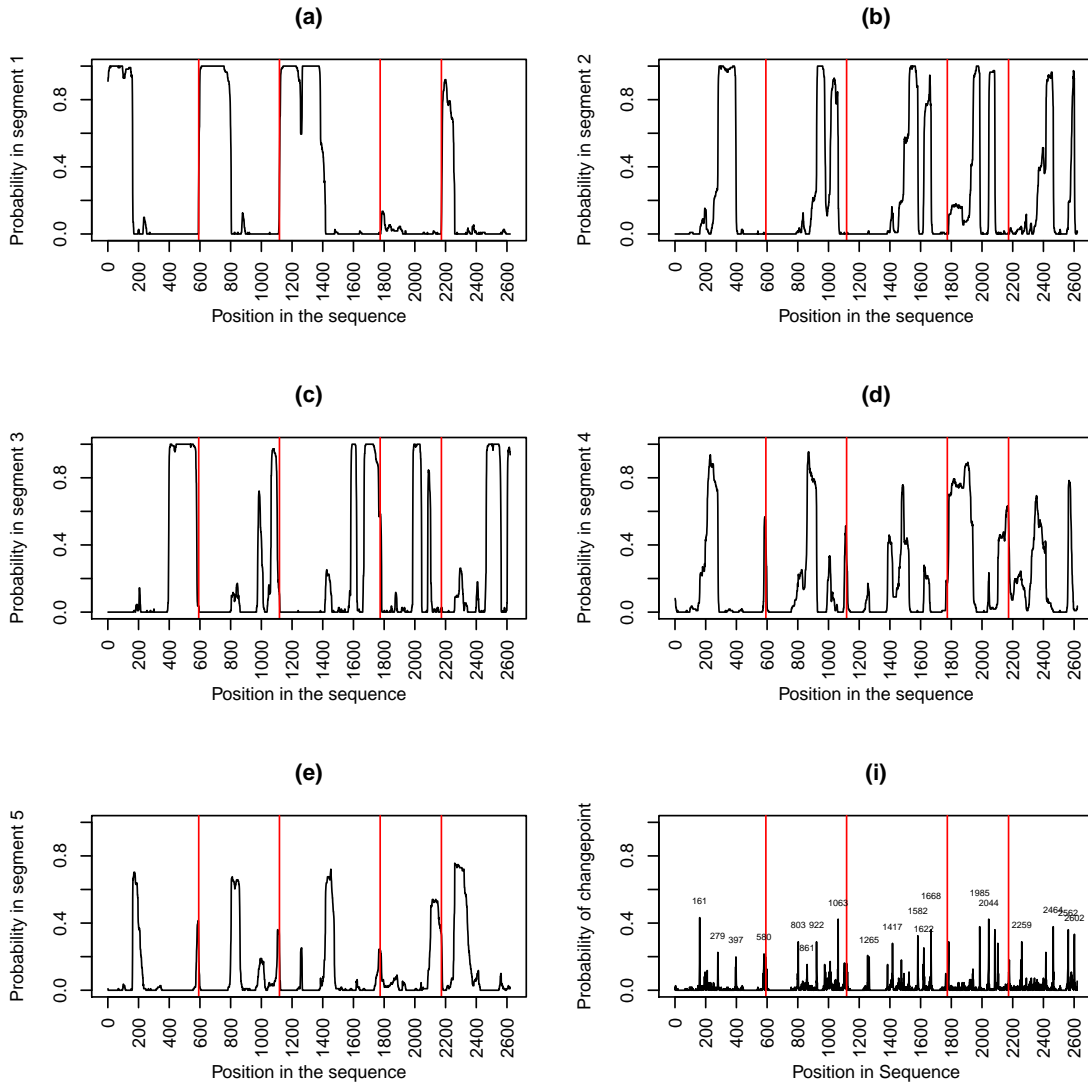 (a)
Probability in segment 1
0.0 0.4 0.8
0 200 400 600 800 1000 1200 1400 1600 1800 2000 2200 2400 2600
Position in the sequence
(b)
Probability in segment 2
0.0 0.4 0.8
0 200 400 600 800 1000 1200 1400 1600 1800 2000 2200 2400 2600
Position in the sequence
(c)
Probability in segment 3
0.0 0.4 0.8
0 200 400 600 800 1000 1200 1400 1600 1800 2000 2200 2400 2600
Position in the sequence
(d)
Probability in segment 4
0.0 0.4 0.8
0 200 400 600 800 1000 1200 1400 1600 1800 2000 2200 2400 2600
Position in the sequence
(e)
Probability in segment 5
0.0 0.4 0.8
0 200 400 600 800 1000 1200 1400 1600 1800 2000 2200 2400 2600
Position in the sequence
(i)
Probability of changepoint
0.0 0.4 0.8
161 279 397 580 803 861 922 1063 1265 1417 1582 1622 1668 1985 2044 2259 2464 2562 2602
0 200 400 600 800 1000 1200 1400 1600 1800 2000 2200 2400 2600
Position in Sequence